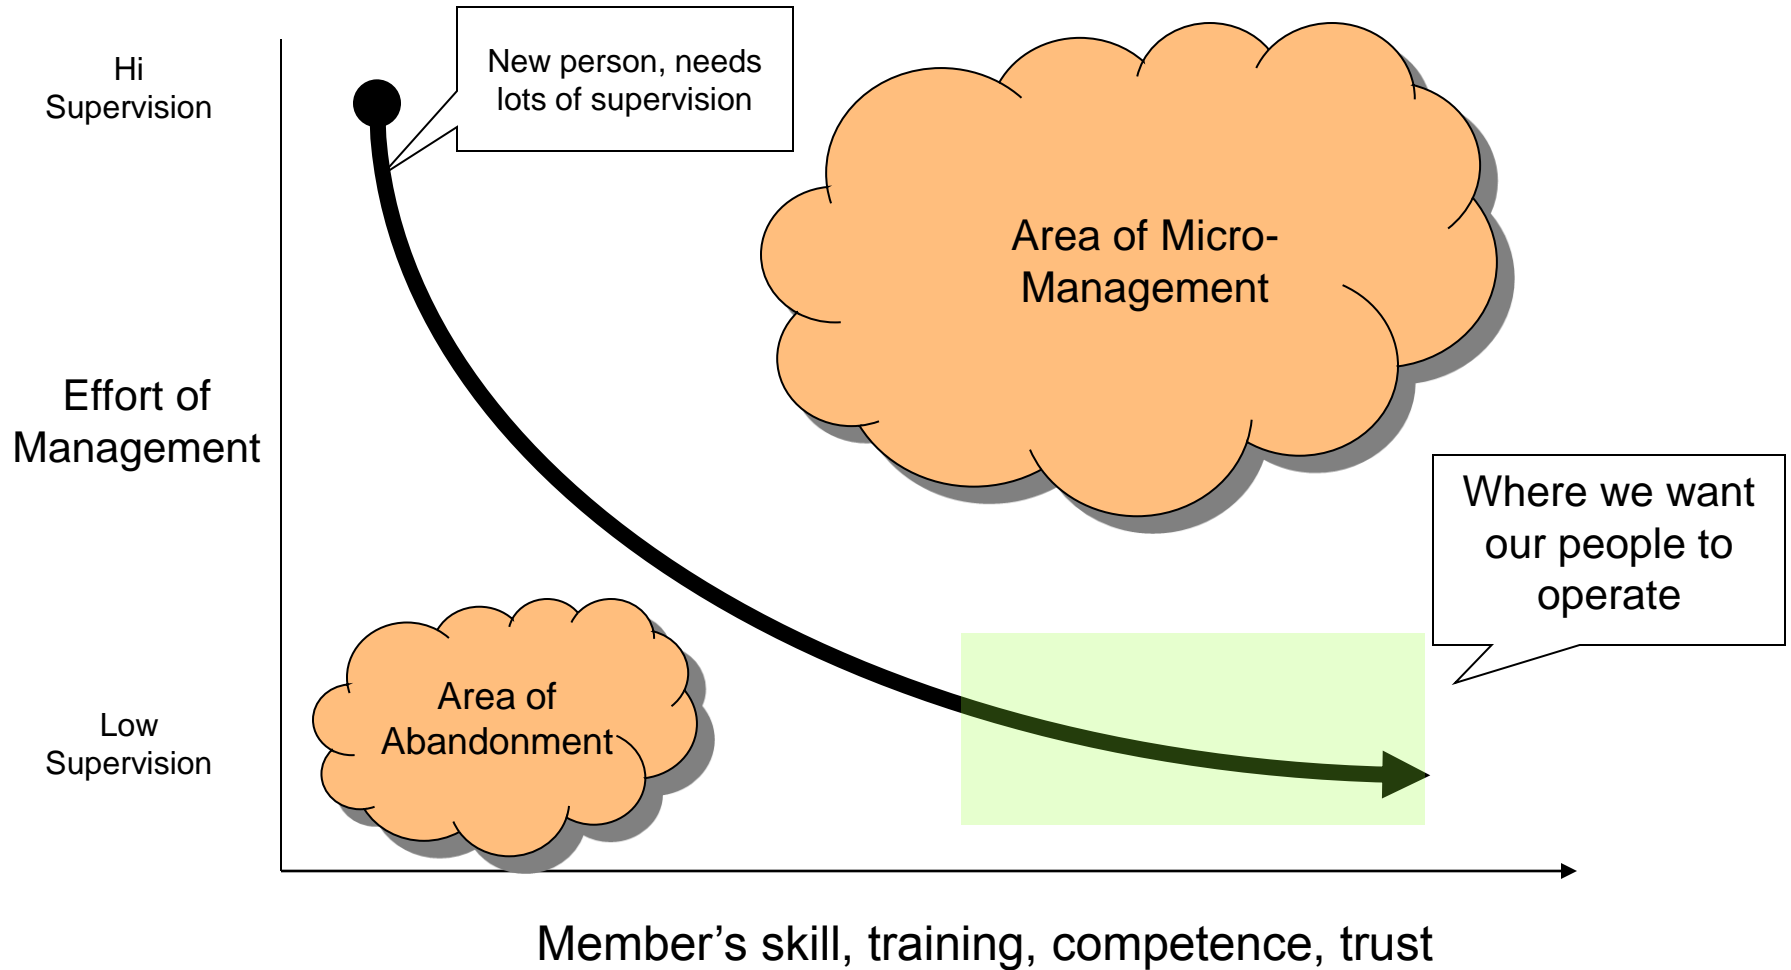 Hi
Supervision
New person, needs
lots of supervision
Area of Micro-
Management
Effort of
Management
Where we want
our people to
operate
Area of
Abandonment
Low
Supervision
Member’s skill, training, competence, trust